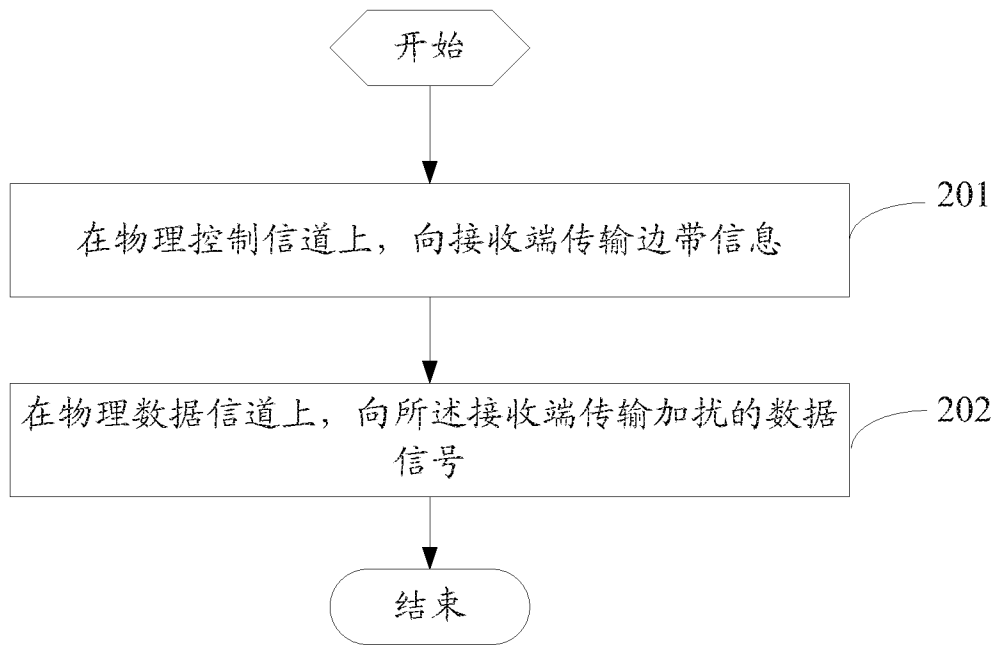 开始
在物理控制信道上，向接收端传输边带信息
201
在物理数据信道上，向所述接收端传输加扰的数据
信号
202
结束